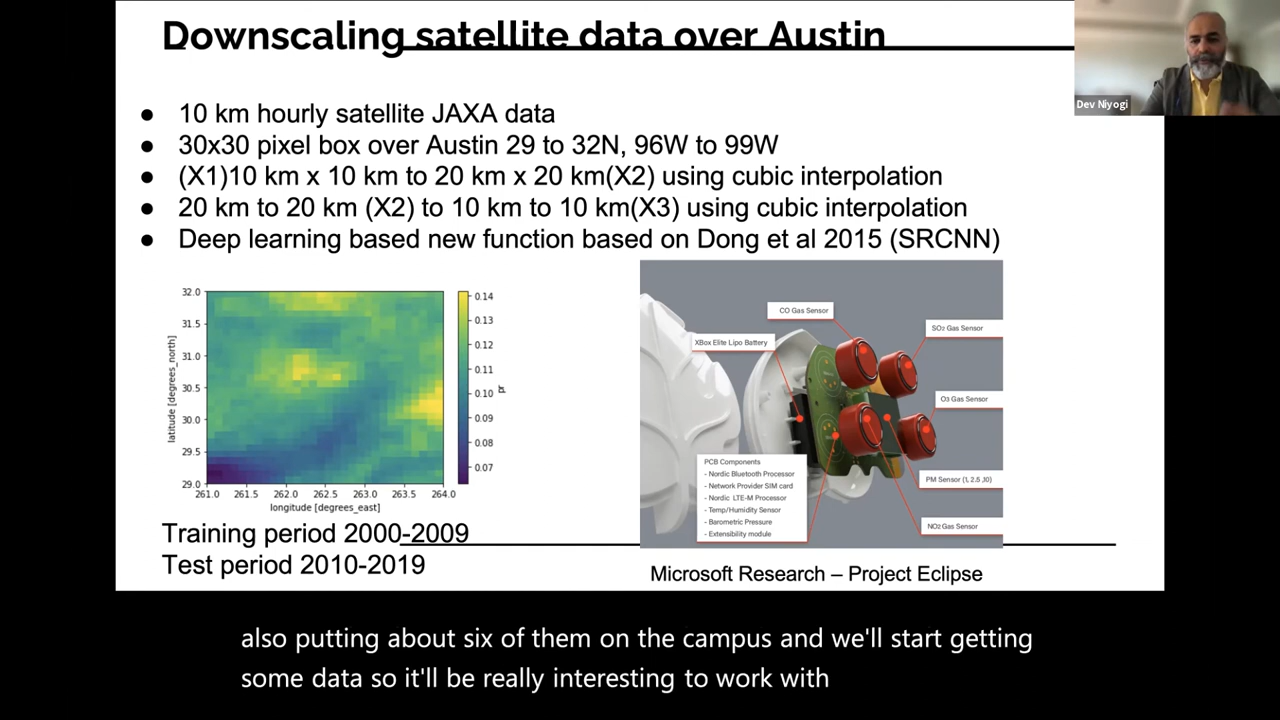 Downscaling satellite data over Austin
Dev Niyogi
● 10 km hourly satellite JAXA data
● 30x30 pixel box over Austin 29 to 32N, 96W to 99W
● (X1)10 km x 10 km to 20 km x 20 km(X2) using cubic interpolation
● 20 km to 20 km (X2) to 10 km to 10 km(X3) using cubic interpolation
● Deep learning based new function based on Dong et al 2015 (SRCNN)
32.0
31.5
31.0
30.5
30.0
29.5
29.0
latitude [degrees_north]
261.0 261.5 262.0 262.5 263.0 263.5 264.0
longitude [degrees_east]
0.14
0.13
0.12
0.11
0.10
0.09
0.08
0.07
pr
CO Gas Sensor
SO2 Gas Sensor
XBox Elite Lipo Battery
O3 Gas Sensor
PCB Components
- Nordic Bluetooth Processor
- Network Provider SIM card
- Nordic LTE-M Processor
- Temp/Humidity Sensor
- Barometric Pressure
- Extensibility module
PM Sensor (1, 2.5 ,10)
NO2 Gas Sensor
Training period 2000-2009
Test period 2010-2019
Microsoft Research – Project Eclipse
also putting about six of them on the campus and we'll start getting
some data so it'll be really interesting to work with